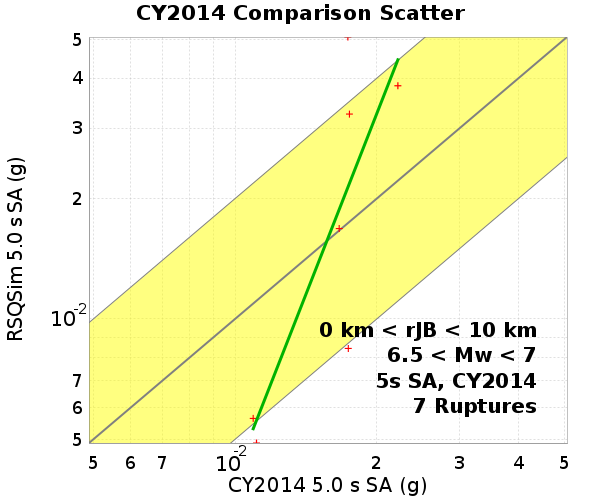 CY2014 Comparison Scatter
RSQSim 5.0 s SA (g)
5
4
3
2
10-2
7
6
5
0 km < rJB < 10 km
6.5 < Mw < 7
5s SA, CY2014
7 Ruptures
5 6 7 10-2 2 3 4 5
CY2014 5.0 s SA (g)